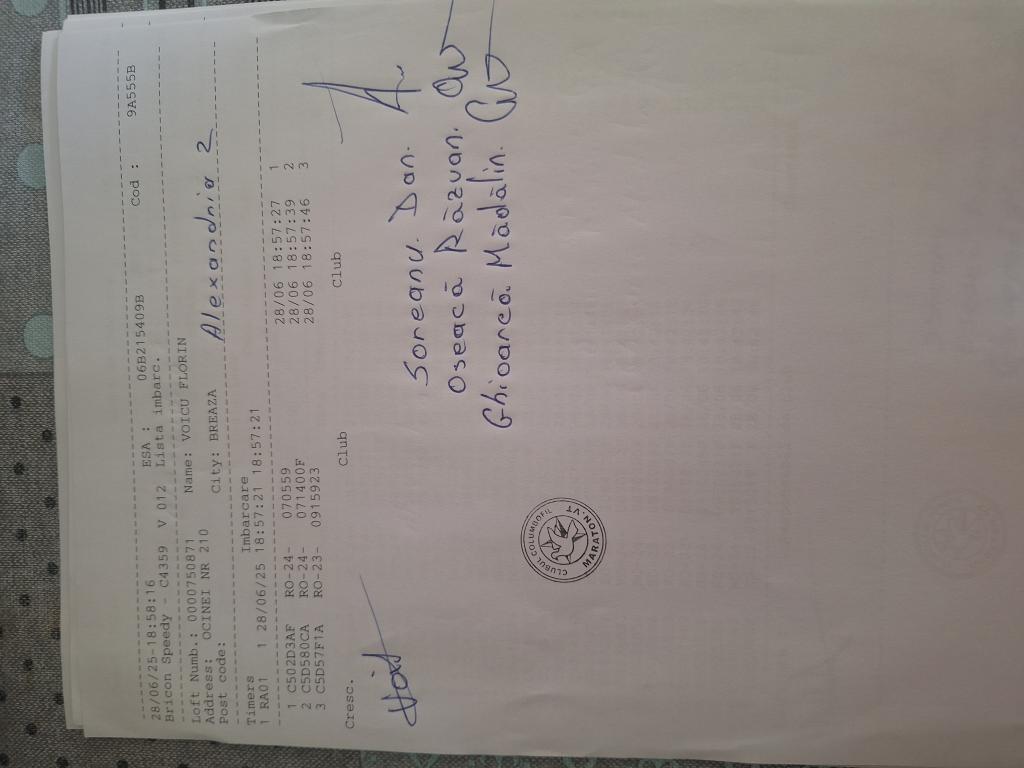 28/06/25-18:58:16 ESA : 06B215409B Cod : 9A555B
Bricon Speedy - C4359 V 012 Lista imbarc.
Loft Numb.: 0000750871 Name: VOICU FLORIN
Address: OCINEI NR 210 City: BREAZA
Post code: Alexandria 2
Timers Imbarcare
1 RA01 1 28/06/25 18:57:21 18:57:21
1 C502D3AF RO-24- 070559 28/06 18:57:27 1
2 C5D580CA RO-24- 071400F 28/06 18:57:39 2
3 C5D57F1A RO-23- 0915923 28/06 18:57:46 3
Cresc. Club Club
Soreanu Dan.
Oseacă Răzvan.
Ghioarcă Mădălin.
CLUBUL COLUMBOFIL
MARATON.VT